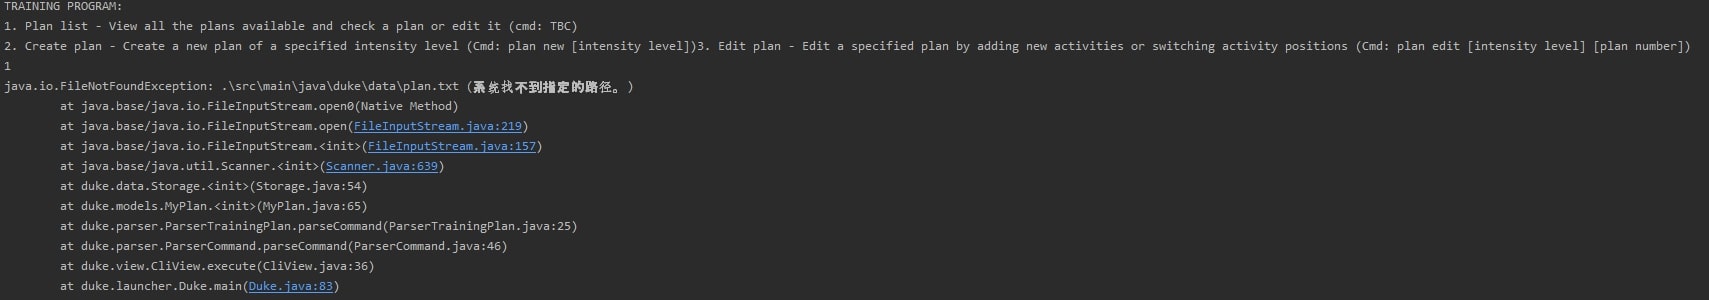 TRAINING PROGRAM:
1. Plan list - View all the plans available and check a plan or edit it (cmd: TBC)
2. Create plan - Create a new plan of a specified intensity level (Cmd: plan new [intensity level])3. Edit plan - Edit a specified plan by adding new activities or switching activity positions (Cmd: plan edit [intensity level] [plan number])
1
java.io.FileNotFoundException: .\src\main\java\duke\data\plan.txt (系统找不到指定的路径。)
at java.base/java.io.FileInputStream.open0(Native Method)
at java.base/java.io.FileInputStream.open(FileInputStream.java:219)
at java.base/java.io.FileInputStream.<init>(FileInputStream.java:157)
at java.base/java.util.Scanner.<init>(Scanner.java:639)
at duke.data.Storage.<init>(Storage.java:54)
at duke.models.MyPlan.<init>(MyPlan.java:65)
at duke.parser.ParserTrainingPlan.parseCommand(ParserTrainingPlan.java:25)
at duke.parser.ParserCommand.parseCommand(ParserCommand.java:46)
at duke.view.CliView.execute(CliView.java:36)
at duke.launcher.Duke.main(Duke.java:83)